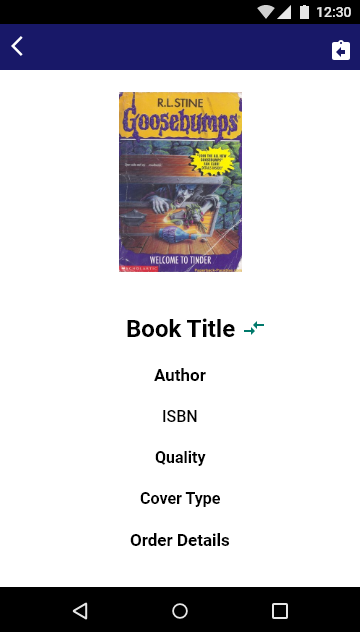 12:30
R.L. STINE
Goosebumps
WELCOME TO TINDER
SCHOLASTIC
Book Title
Author
ISBN
Quality
Cover Type
Order Details